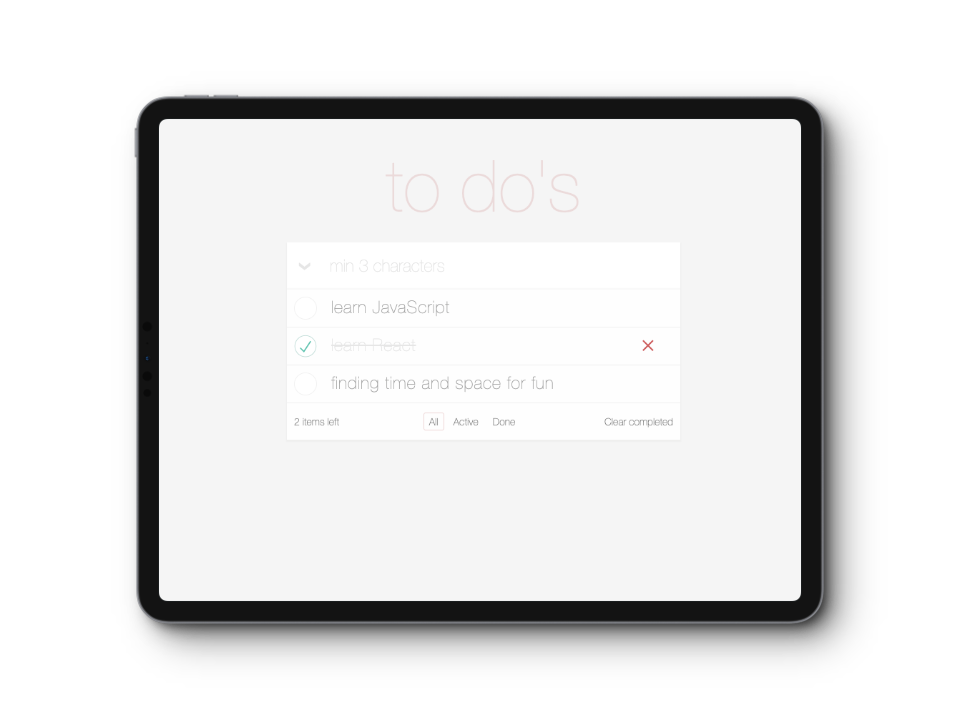 to do's
min 3 characters
learn JavaScript
learn React
finding time and space for fun
2 items left All Active Done Clear completed